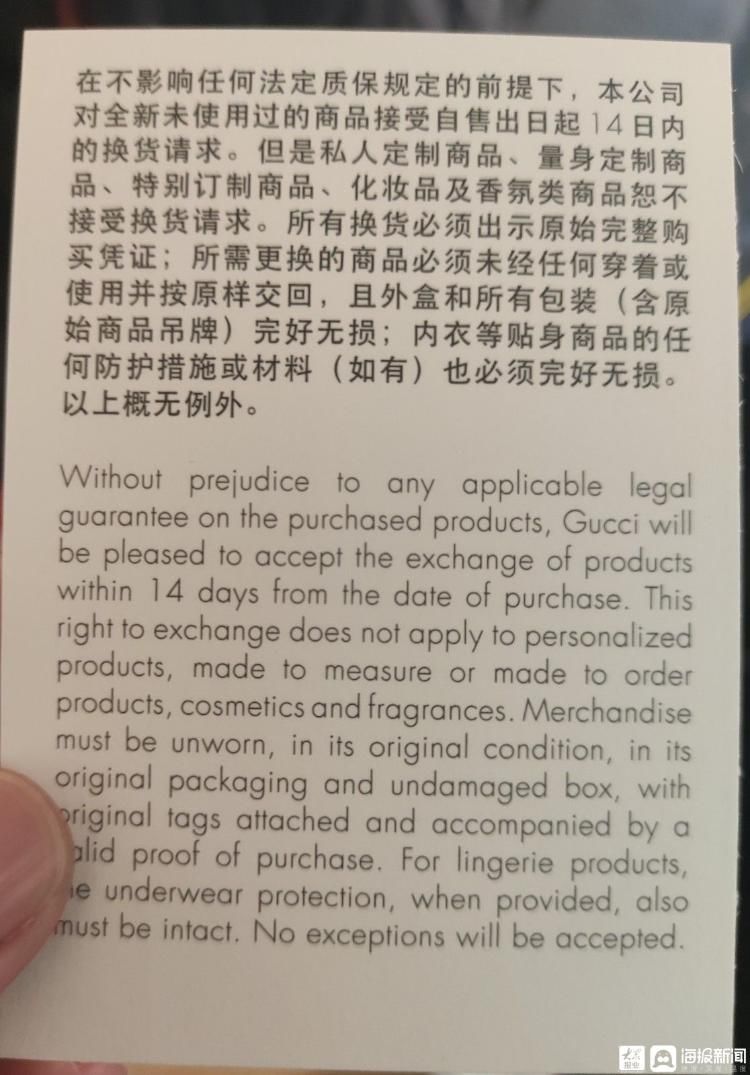 在不影响任何法定质保规定的前提下，本公司
对全新未使用过的商品接受自售出日起14日内
的换货请求。但是私人定制商品、量身定制商
品、特别订制商品、化妆品及香氛类商品恕不
接受换货请求。所有换货必须出示原始完整购
买凭证；所需更换的商品必须未经任何穿着或
使用并按原样交回，且外盒和所有包装（含原
始商品吊牌）完好无损；内衣等贴身商品的任
何防护措施或材料（如有）也必须完好无损。
以上概无例外。
Without prejudice to any applicable legal
guarantee on the purchased products, Gucci will
be pleased to accept the exchange of products
within 14 days from the date of purchase. This
right to exchange does not apply to personalized
products, made to measure or made to order
products, cosmetics and fragrances. Merchandise
must be unworn, in its original condition, in its
original packaging and undamaged box, with
original tags attached and accompanied by a
alid proof of purchase. For lingerie products,
e underwear protection, when provided, also
must be intact. No exceptions will be accepted.
海报新闻